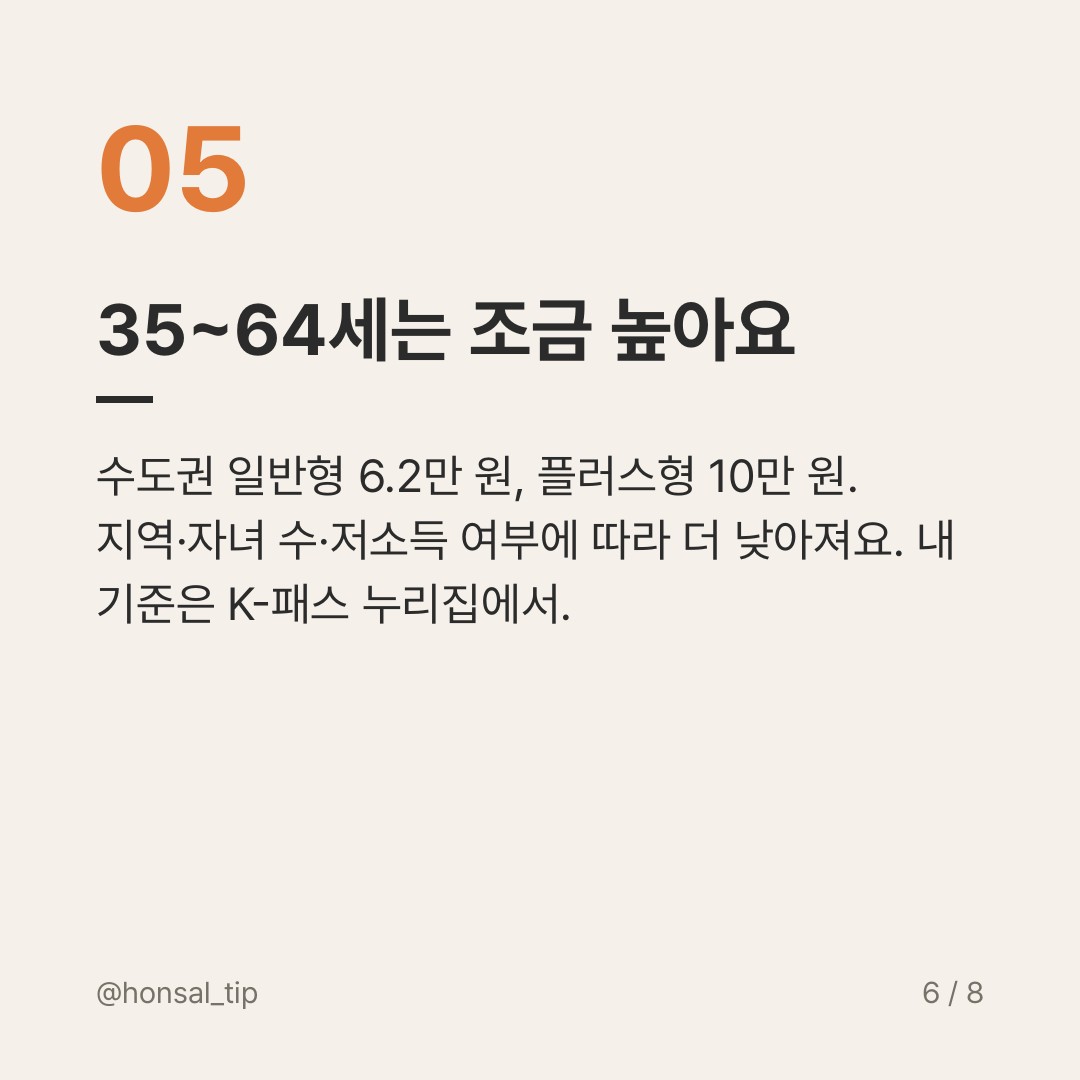 05
35~64세는 조금 높아요
수도권 일반형 6.2만 원, 플러스형 10만 원.
지역·자녀 수·저소득 여부에 따라 더 낮아져요. 내
기준은 K-패스 누리집에서.
@honsal_tip
6 / 8